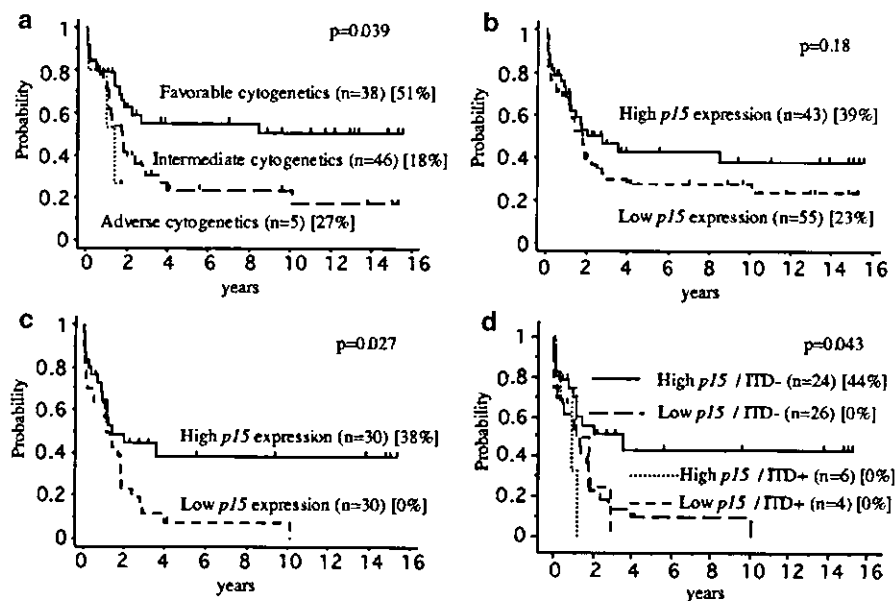 a
p=0.039
Favorable cytogenetics (n=38) [51%]
Intermediate cytogenetics (n=46) [18%]
Adverse cytogenetics (n=5) [27%]
Probability
1
0.8
0.6
0.4
0.2
0
0 2 4 6 8 10 12 14 16
years
b
p=0.18
High p15 expression (n=43) [39%]
Low p15 expression (n=55) [23%]
Probability
1
0.8
0.6
0.4
0.2
0
0 2 4 6 8 10 12 14 16
years
c
p=0.027
High p15 expression (n=30) [38%]
Low p15 expression (n=30) [0%]
Probability
1
0.8
0.6
0.4
0.2
0
0 2 4 6 8 10 12 14 16
years
d
p=0.043
High p15 / ITD- (n=24) [44%]
Low p15 / ITD- (n=26) [0%]
High p15 / ITD+ (n=6) [0%]
Low p15 / ITD+ (n=4) [0%]
Probability
1
0.8
0.6
0.4
0.2
0
0 2 4 6 8 10 12 14 16
years